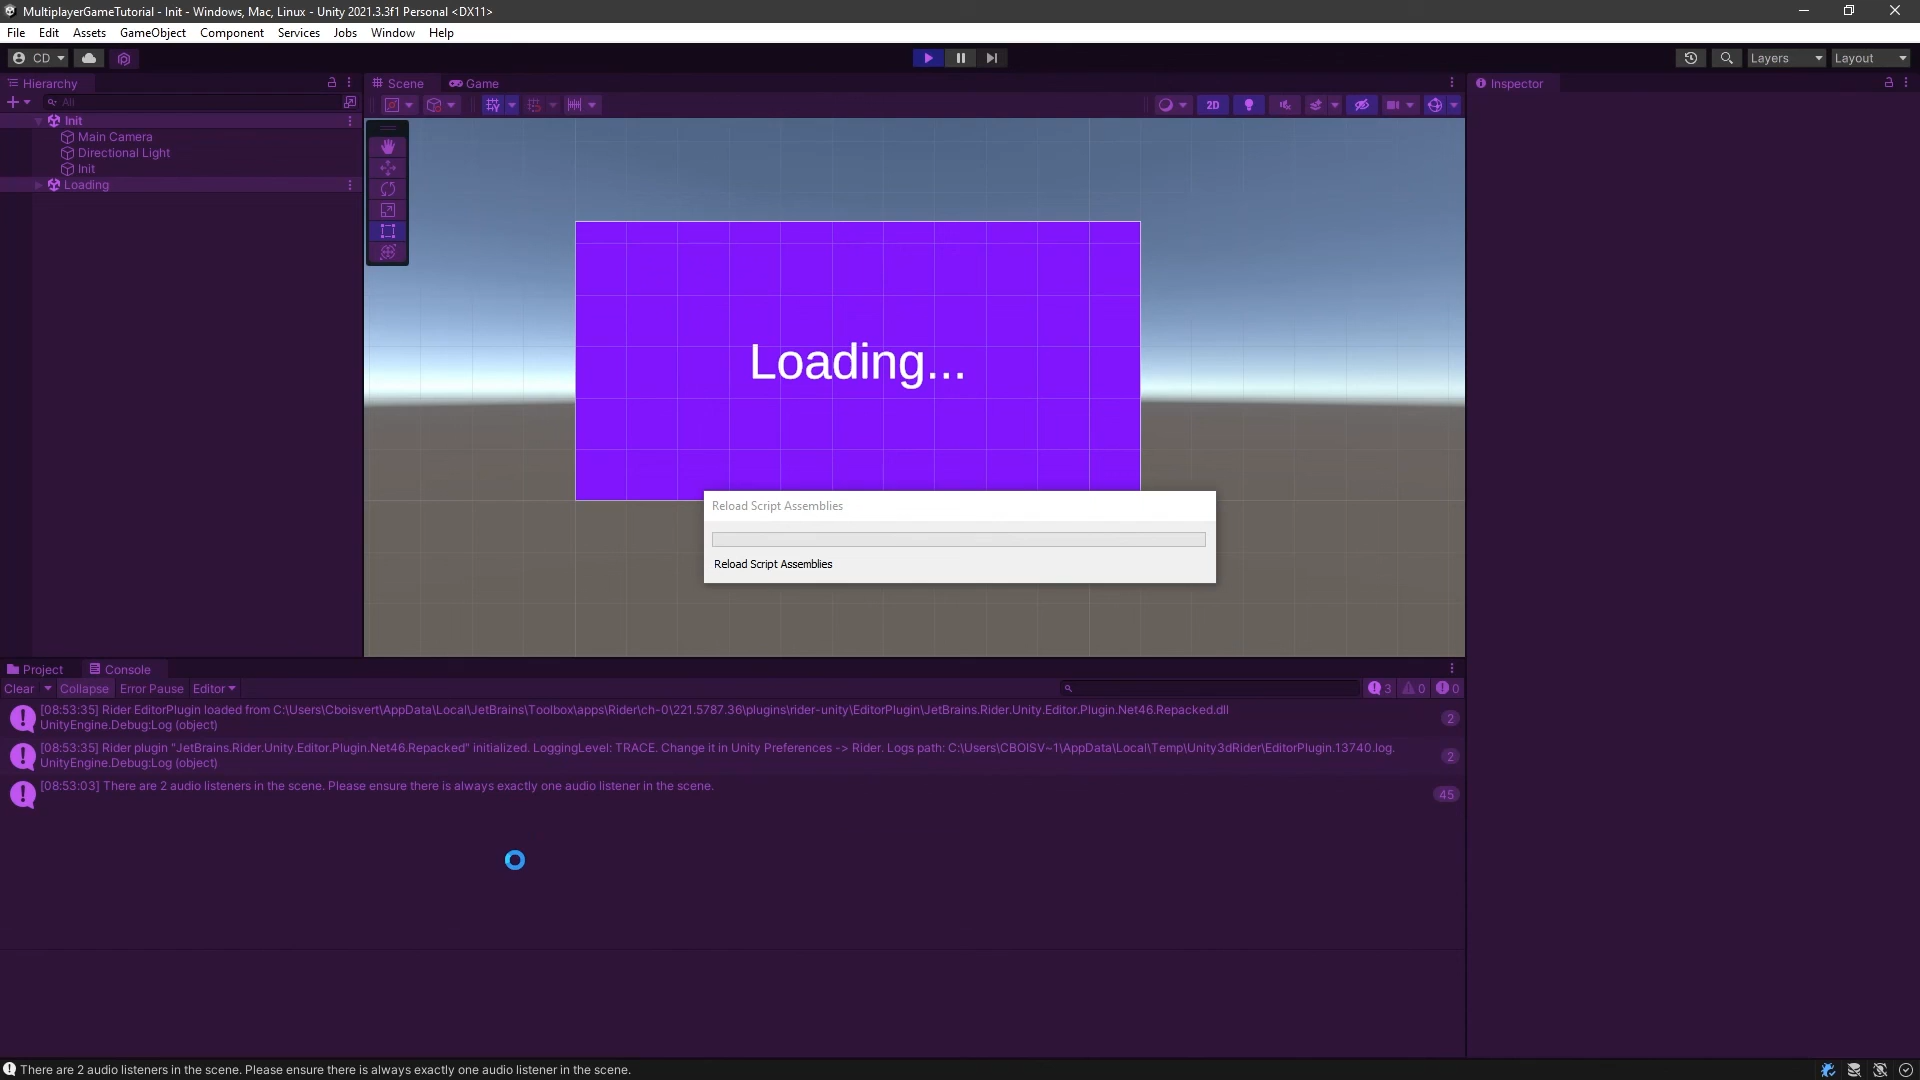 MultiplayerGameTutorial - Init - Windows, Mac, Linux - Unity 2021.3.3f1 Personal <DX11>
File Edit Assets GameObject Component Services Jobs Window Help
CD
Layers
Layout
Hierarchy
Scene
Game
Inspector
All
2D
Init
Main Camera
Directional Light
Init
Loading
Loading...
Reload Script Assemblies
Reload Script Assemblies
Project
Console
Clear Collapse Error Pause Editor
3 0 0
[08:53:35] Rider EditorPlugin loaded from C:\Users\Cboisvert\AppData\Local\JetBrains\Toolbox\apps\Rider\ch-0\221.5787.36\plugins\rider-unity\EditorPlugin\JetBrains.Rider.Unity.Editor.Plugin.Net46.Repacked.dll
UnityEngine.Debug:Log (object)
2
[08:53:35] Rider plugin "JetBrains.Rider.Unity.Editor.Plugin.Net46.Repacked" initialized. LoggingLevel: TRACE. Change it in Unity Preferences -> Rider. Logs path: C:\Users\CBOISV~1\AppData\Local\Temp\Unity3dRider\EditorPlugin.13740.log.
UnityEngine.Debug:Log (object)
2
[08:53:03] There are 2 audio listeners in the scene. Please ensure there is always exactly one audio listener in the scene.
45
There are 2 audio listeners in the scene. Please ensure there is always exactly one audio listener in the scene.